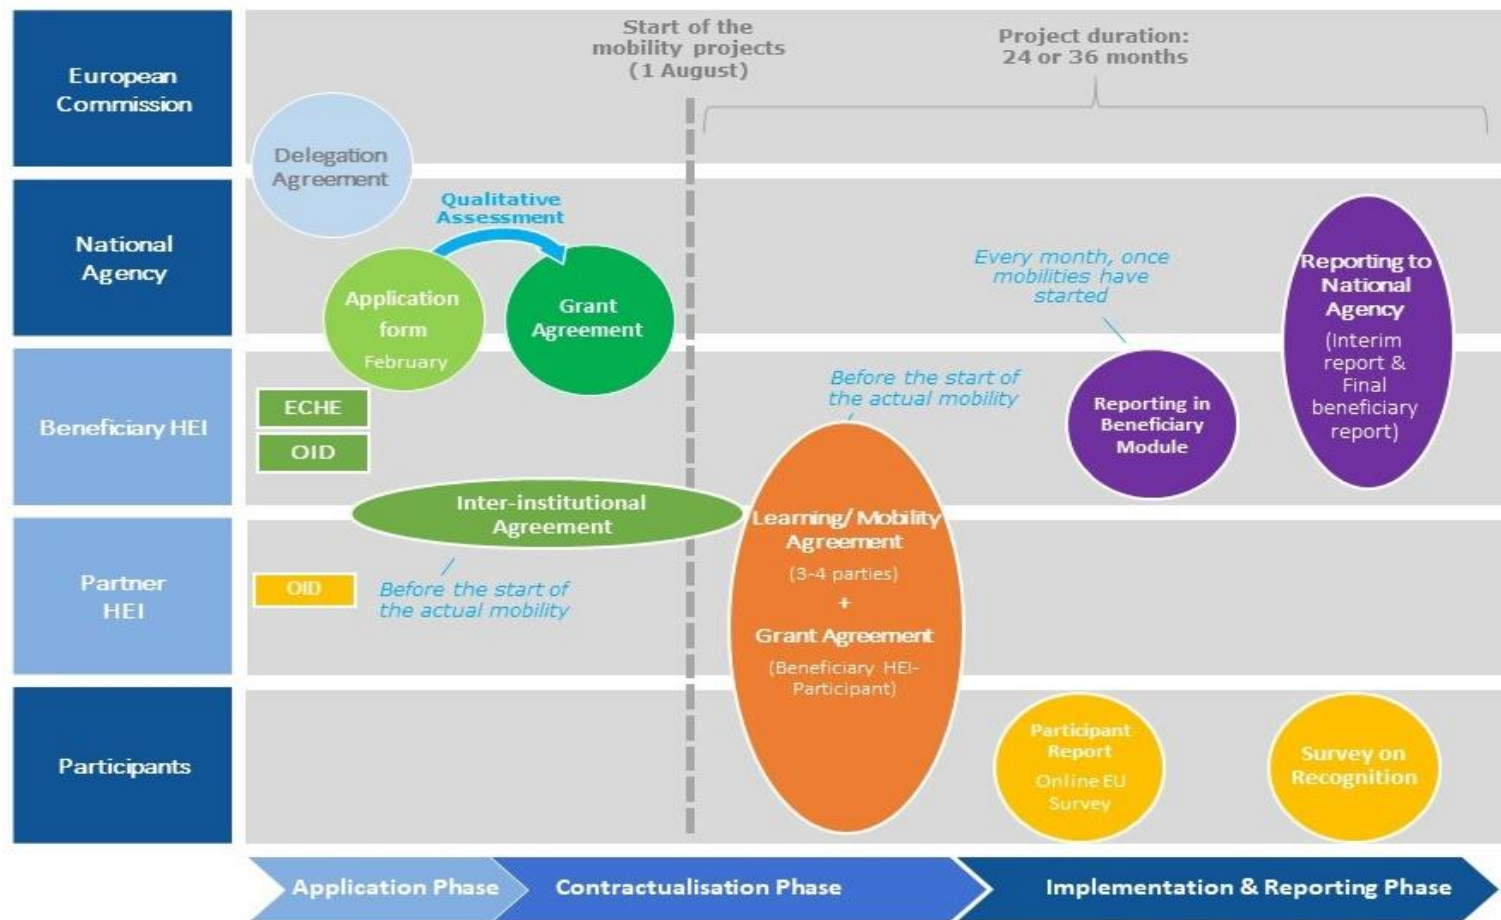 Start of the
mobility projects
(1 August)
Project duration:
24 or 36 months
European
Commission
Delegation
Agreement
National
Agency
Qualitative
Assessment
Application
form
February
Grant
Agreement
Every month, once
mobilities have
started
Reporting to
National
Agency
(Interim
report &
Final
beneficiary
report)
Beneficiary HEI
ECHE
OID
Before the start of
the actual mobility
Reporting in
Beneficiary
Module
Inter-institutional
Agreement
Learning/Mobility
Agreement
(3-4 parties)
+
Grant Agreement
(Beneficiary HEI-
Participant)
Partner
HEI
OID
Before the start of
the actual mobility
Participants
Participant
Report
Online EU
Survey
Survey on
Recognition
Application Phase
Contractualisation Phase
Implementation & Reporting Phase